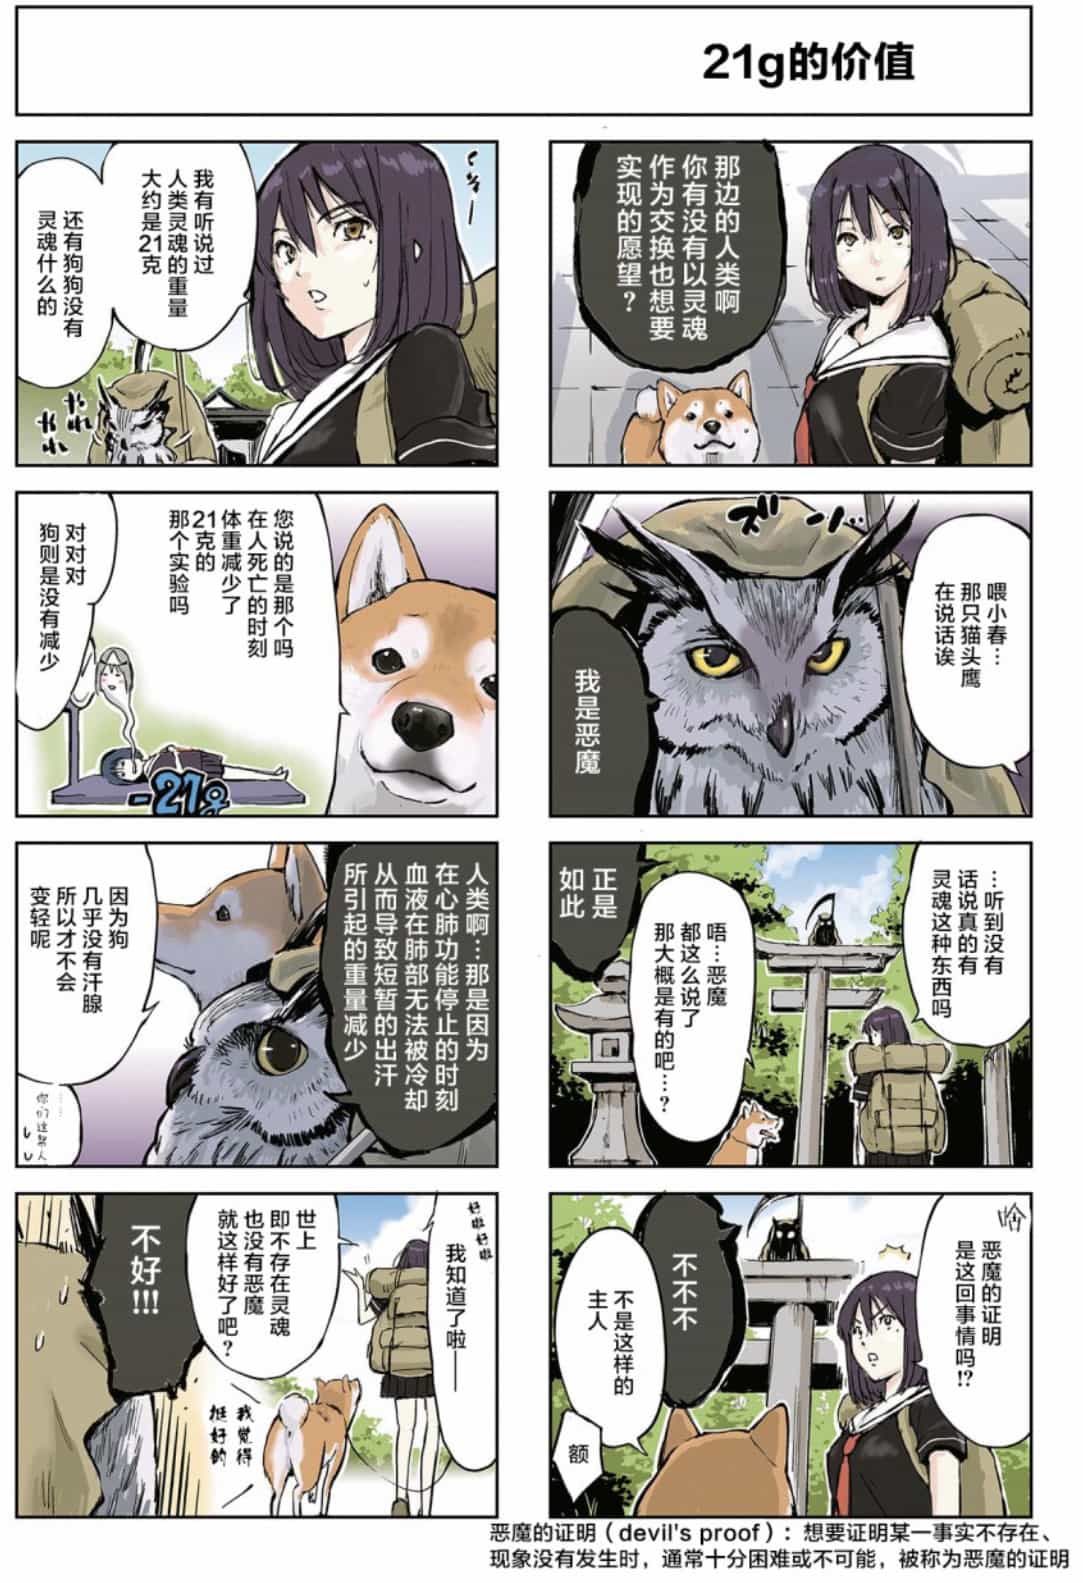 21g的价值
那边的人类啊
你有没有以灵魂
作为交换也想要
实现的愿望？
喂小春…
那只猫头鹰
在说话诶
我是恶魔
…听到没有
话说真的有
灵魂这种东西吗
唔…恶魔
都这么说了
那大概是有的吧…？
正是
如此
恶魔的证明
是这回事情吗!?
不不不
不是这样的
主人
额
我有听说过
人类灵魂的重量
大约是21克
还有狗狗没有
灵魂什么的
您说的是那个吗
在人死亡的时刻
体重减少了
21克的
那个实验吗
对对对
狗则是没有减少
-21g
人类啊…那是因为
在心肺功能停止的时刻
血液在肺部无法被冷却
从而导致短暂的出汗
所引起的重量减少
因为狗
几乎没有汗腺
所以才不会
变轻呢
……
你们这帮人
好啦好啦
我知道了啦——
世上
即不存在灵魂
也没有恶魔
就这样好了吧？
我觉得
挺好的
不好!!!
恶魔的证明（devil's proof）：想要证明某一事实不存在、
现象没有发生时，通常十分困难或不可能，被称为恶魔的证明